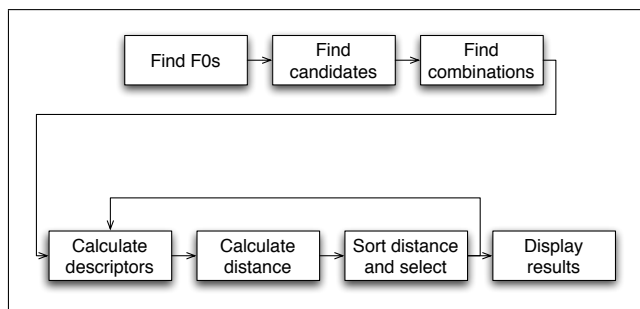 Find F0s
Find
candidates
Find
combinations
Calculate
descriptors
Calculate
distance
Sort distance
and select
Display
results